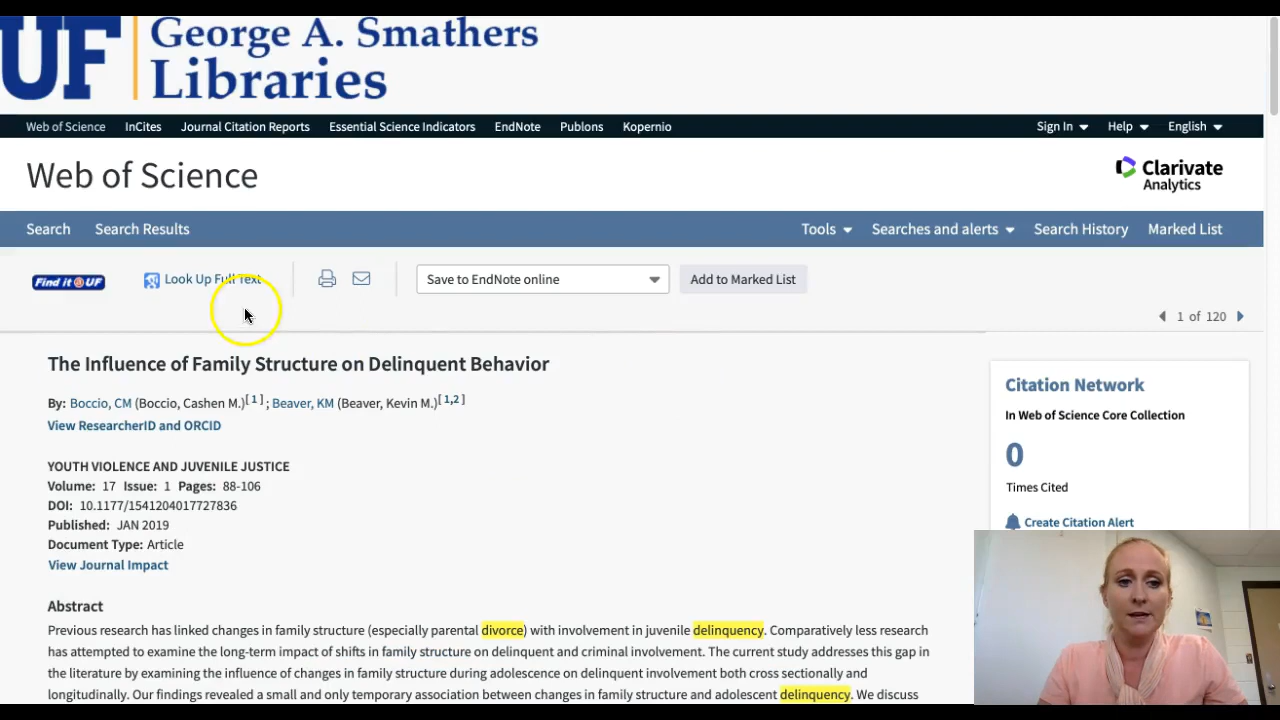 UF George A. Smathers
Libraries
Web of Science InCites Journal Citation Reports Essential Science Indicators EndNote Publons Kopernio Sign In Help English
Web of Science
Clarivate
Analytics
Search Search Results Tools Searches and alerts Search History Marked List
Find it @ UF Look Up Full Text Save to EndNote online Add to Marked List
1 of 120
The Influence of Family Structure on Delinquent Behavior
By: Boccio, CM (Boccio, Cashen M.)[ 1 ] ; Beaver, KM (Beaver, Kevin M.)[ 1,2 ]
View ResearcherID and ORCID
YOUTH VIOLENCE AND JUVENILE JUSTICE
Volume: 17 Issue: 1 Pages: 88-106
DOI: 10.1177/1541204017727836
Published: JAN 2019
Document Type: Article
View Journal Impact
Abstract
Previous research has linked changes in family structure (especially parental divorce) with involvement in juvenile delinquency. Comparatively less research
has attempted to examine the long-term impact of shifts in family structure on delinquent and criminal involvement. The current study addresses this gap in
the literature by examining the influence of changes in family structure during adolescence on delinquent involvement both cross sectionally and
longitudinally. Our findings revealed a small and only temporary association between changes in family structure and adolescent delinquency. We discuss
Citation Network
In Web of Science Core Collection
0
Times Cited
Create Citation Alert